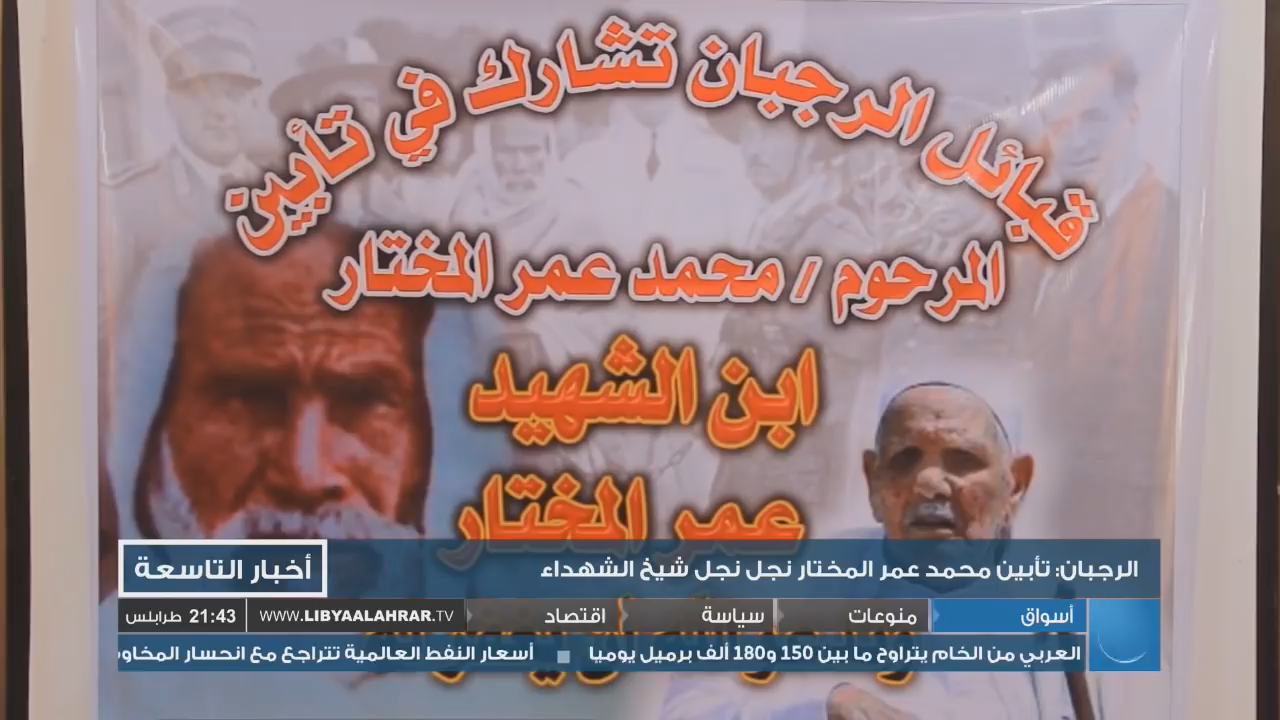 قبائل الرجبان تشارك في تأبين
المرحوم / محمد عمر المختار
ابن الشهيد
عمر المختار
الرجبان: تأبين محمد عمر المختار نجل نجل شيخ الشهداء
أخبار التاسعة
أسواق
منوعات
سياسة
اقتصاد
WWW.LIBYAALAHRAR.TV
21:43 طرابلس
العربي من الخام يتراوح ما بين 150 و180 ألف برميل يوميا
أسعار النفط العالمية تتراجع مع انحسار المخاوف